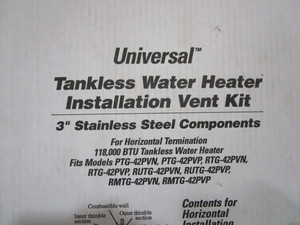 Universal™
Tankless Water Heater
Installation Vent Kit
3" Stainless Steel Components
For Horizontal Termination
118,000 BTU Tankless Water Heater
Fits Models PTG-42PVN, PTG-42PVP, RTG-42PVN,
RTG-42PVP, RUTG-42PVN, RUTG-42PVP,
RMTG-42PVN, RMTG-42PVP
Combustible wall
Inner thimble
section
Outer thimble
section
Contents for
Horizontal
Installation